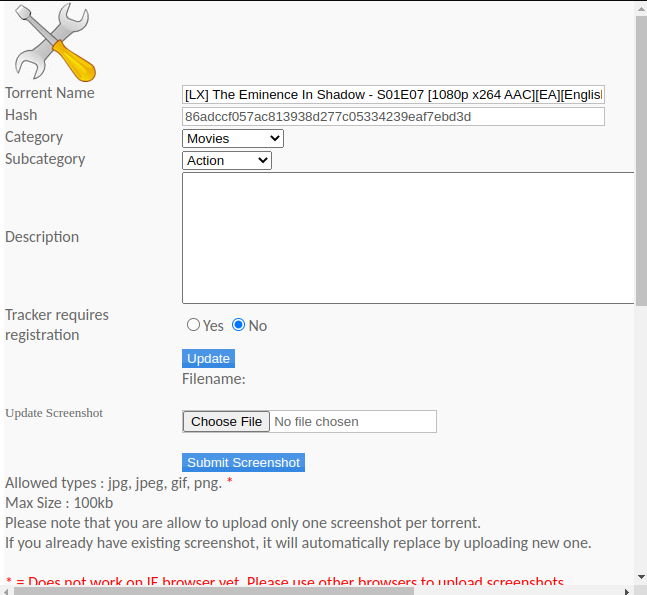 Torrent Name [LX] The Eminence In Shadow - S01E07 [1080p x264 AAC][EA][Englis
Hash 86adccf057ac813938d277c05334239eaf7ebd3d
Category Movies
Subcategory Action
Description
Tracker requires
registration
Yes No
Update
Filename:
Update Screenshot
Choose File No file chosen
Submit Screenshot
Allowed types : jpg, jpeg, gif, png. *
Max Size : 100kb
Please note that you are allow to upload only one screenshot per torrent.
If you already have existing screenshot, it will automatically replace by uploading new one.
* = Does not work on IE browser yet. Please use other browsers to upload screenshots